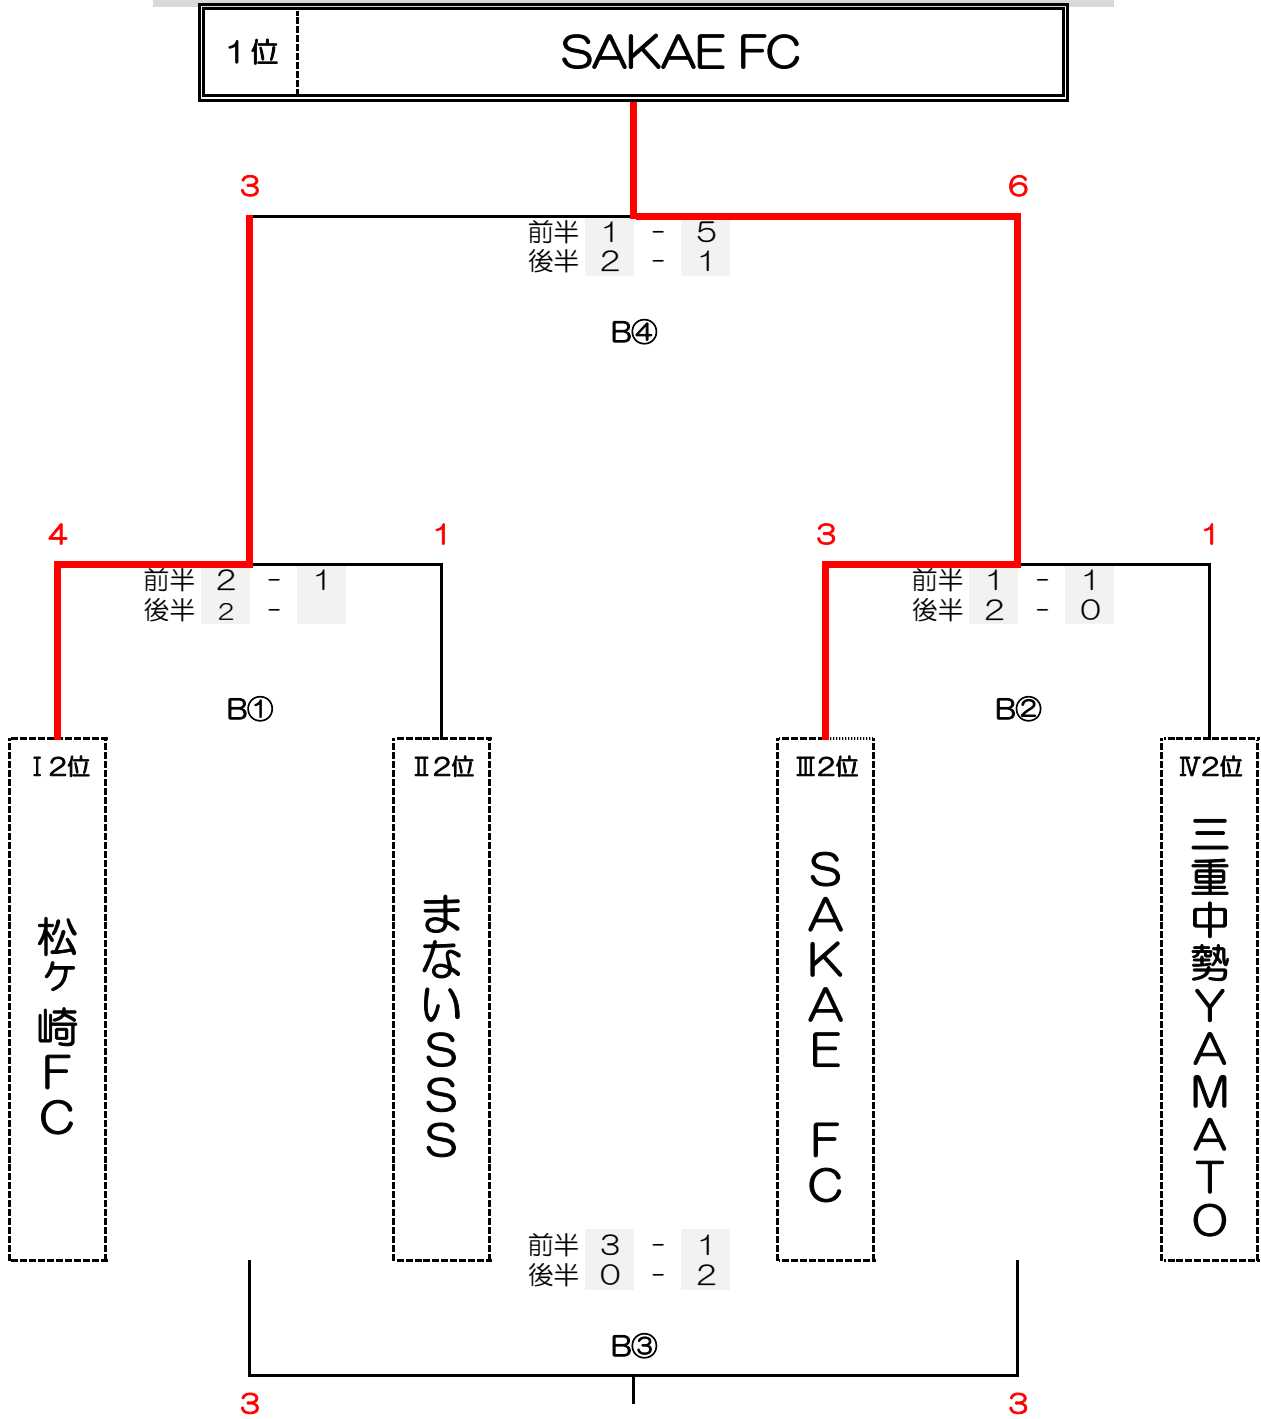 １位 SAKAE FC
3 6
前半 1 - 5
後半 2 - 1
B④
4 1 3 1
前半 2 - 1 前半 1 - 1
後半 2 - 後半 2 - 0
B① B②
Ⅰ2位 Ⅱ2位 Ⅲ2位 Ⅳ2位
松ヶ崎FC
まないSSS
SAKAE FC
三重中勢YAMATO
前半 3 - 1
後半 0 - 2
B③
3 3